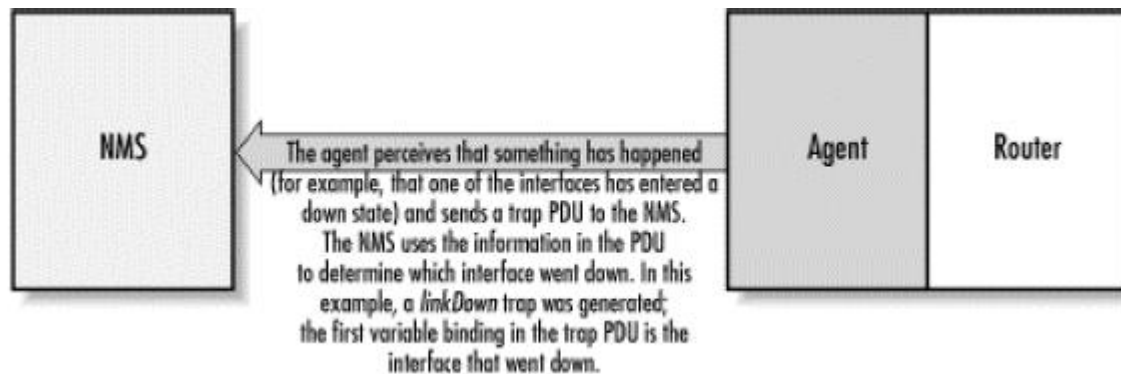 NMS
The agent perceives that something has happened
(for example, that one of the interfaces has entered a
down state) and sends a trap PDU to the NMS.
The NMS uses the information in the PDU
to determine which interface went down. In this
example, a linkDown trap was generated;
the first variable binding in the trap PDU is the
interface that went down.
Agent
Router